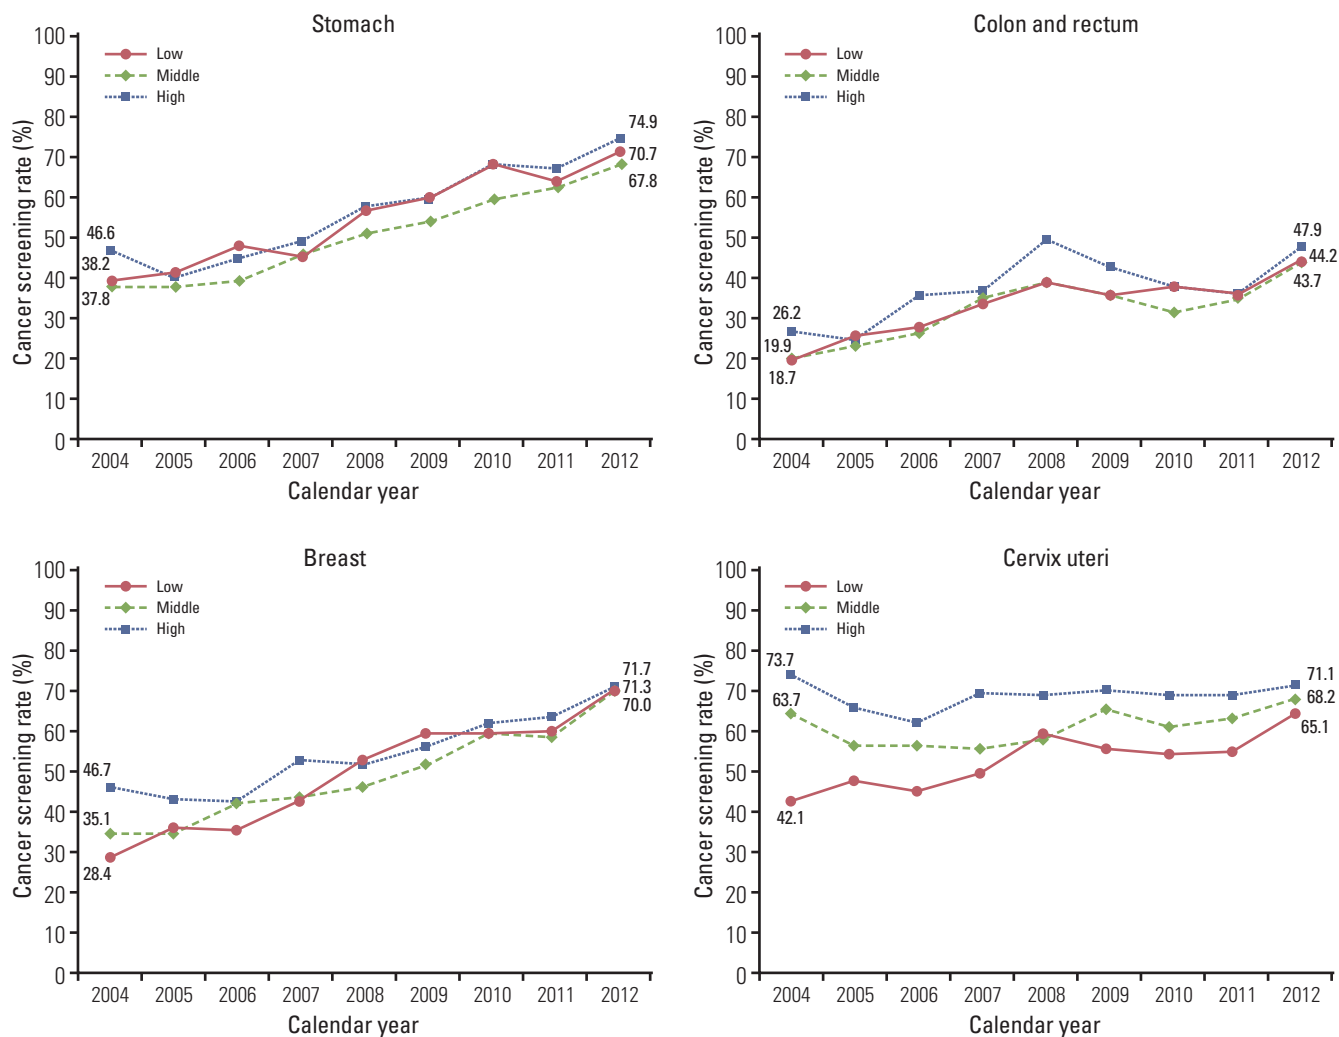 Stomach
Cancer screening rate (%)
100
90
80
70
60
50
40
30
20
10
0
Low
Middle
High
46.6
38.2
37.8
74.9
70.7
67.8
2004 2005 2006 2007 2008 2009 2010 2011 2012
Calendar year
Colon and rectum
Cancer screening rate (%)
100
90
80
70
60
50
40
30
20
10
0
Low
Middle
High
26.2
19.9
18.7
47.9
44.2
43.7
2004 2005 2006 2007 2008 2009 2010 2011 2012
Calendar year
Breast
Cancer screening rate (%)
100
90
80
70
60
50
40
30
20
10
0
Low
Middle
High
46.7
35.1
28.4
71.7
71.3
70.0
2004 2005 2006 2007 2008 2009 2010 2011 2012
Calendar year
Cervix uteri
Cancer screening rate (%)
100
90
80
70
60
50
40
30
20
10
0
Low
Middle
High
73.7
63.7
42.1
71.1
68.2
65.1
2004 2005 2006 2007 2008 2009 2010 2011 2012
Calendar year